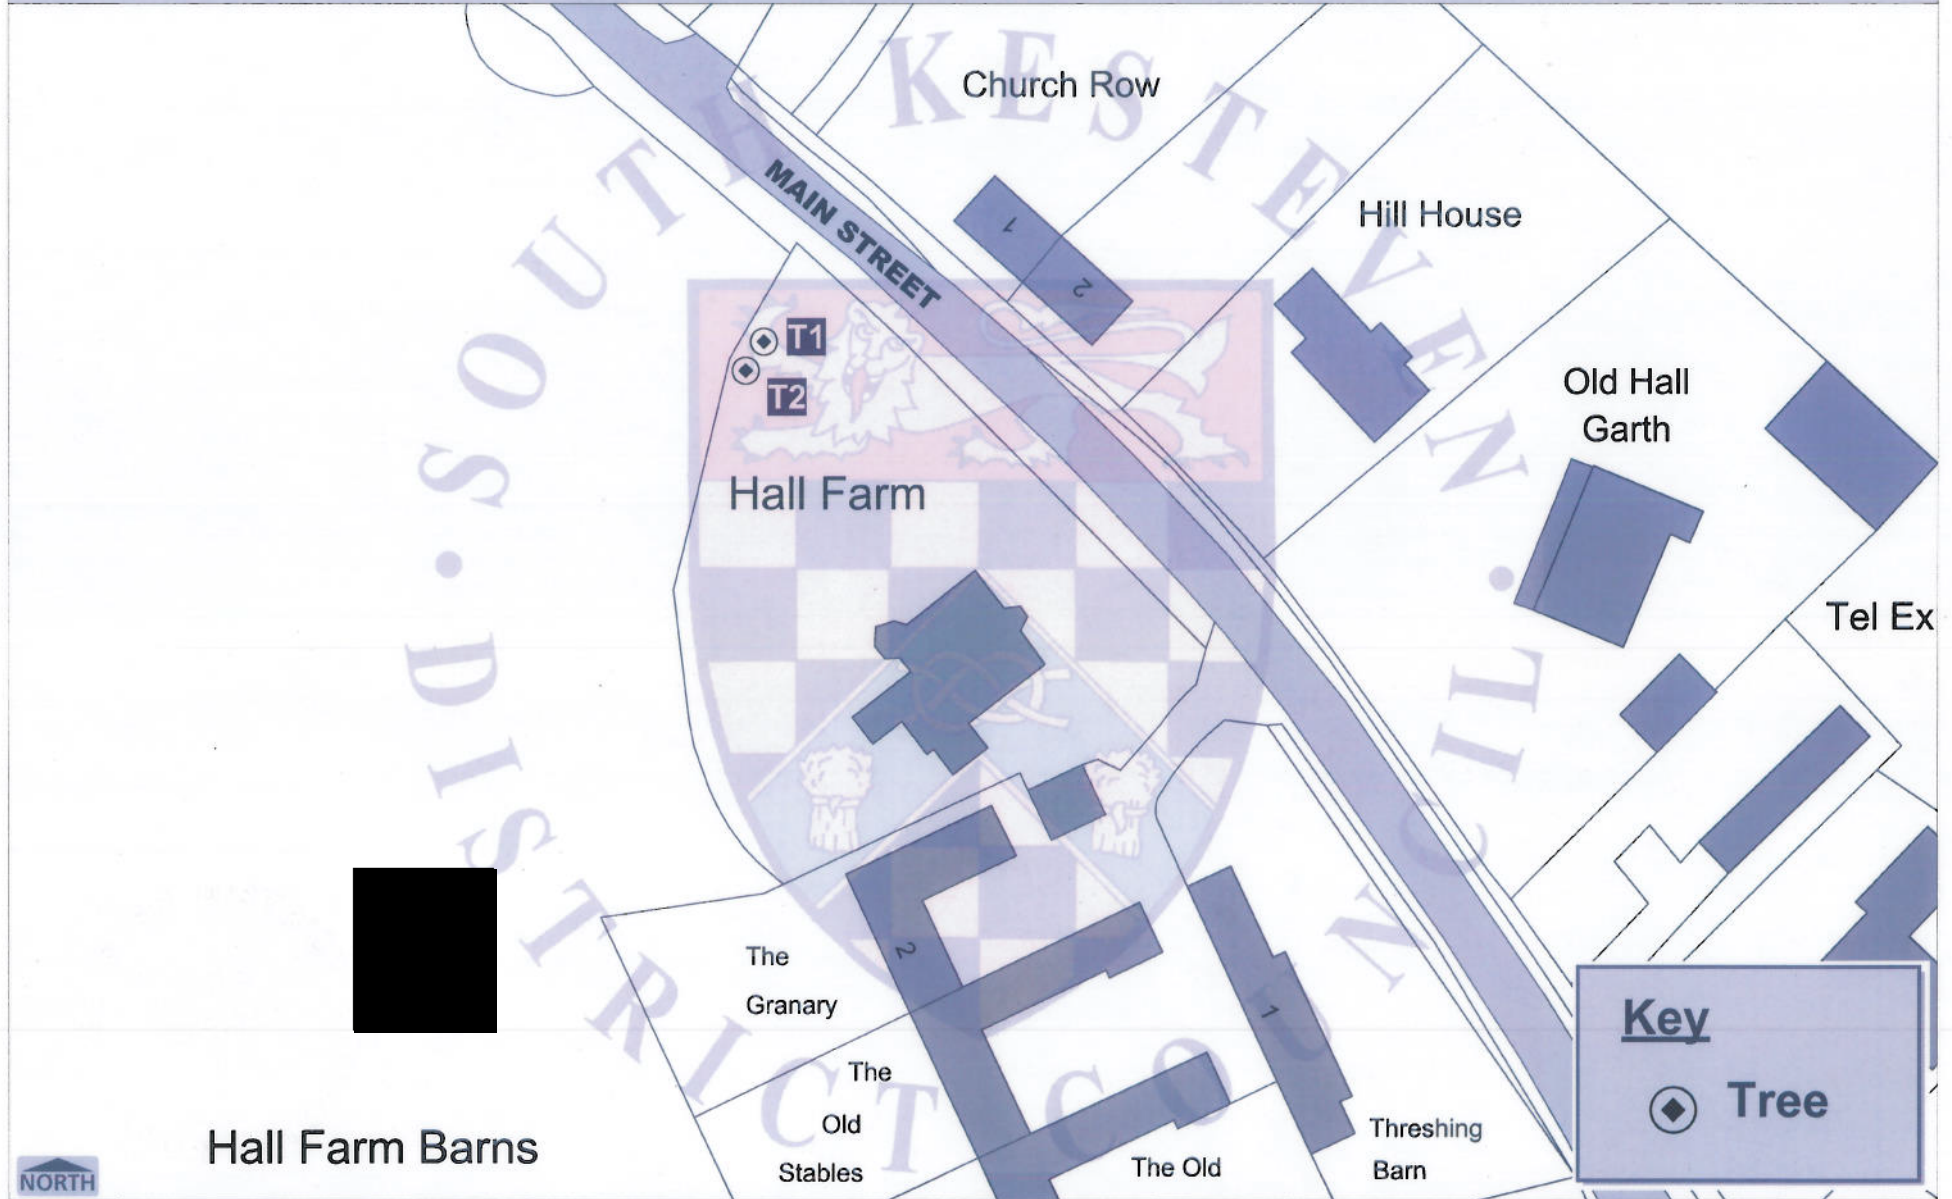 SOUTH KESTEVEN
· DISTRICT COUNCIL ·
Church Row
MAIN STREET
1
2
Hill House
T1
T2
Old Hall
Garth
Hall Farm
Tel Ex
2
The
Granary
1
The
Old
Stables
Threshing
Barn
The Old
Hall Farm Barns
NORTH
Key
Tree